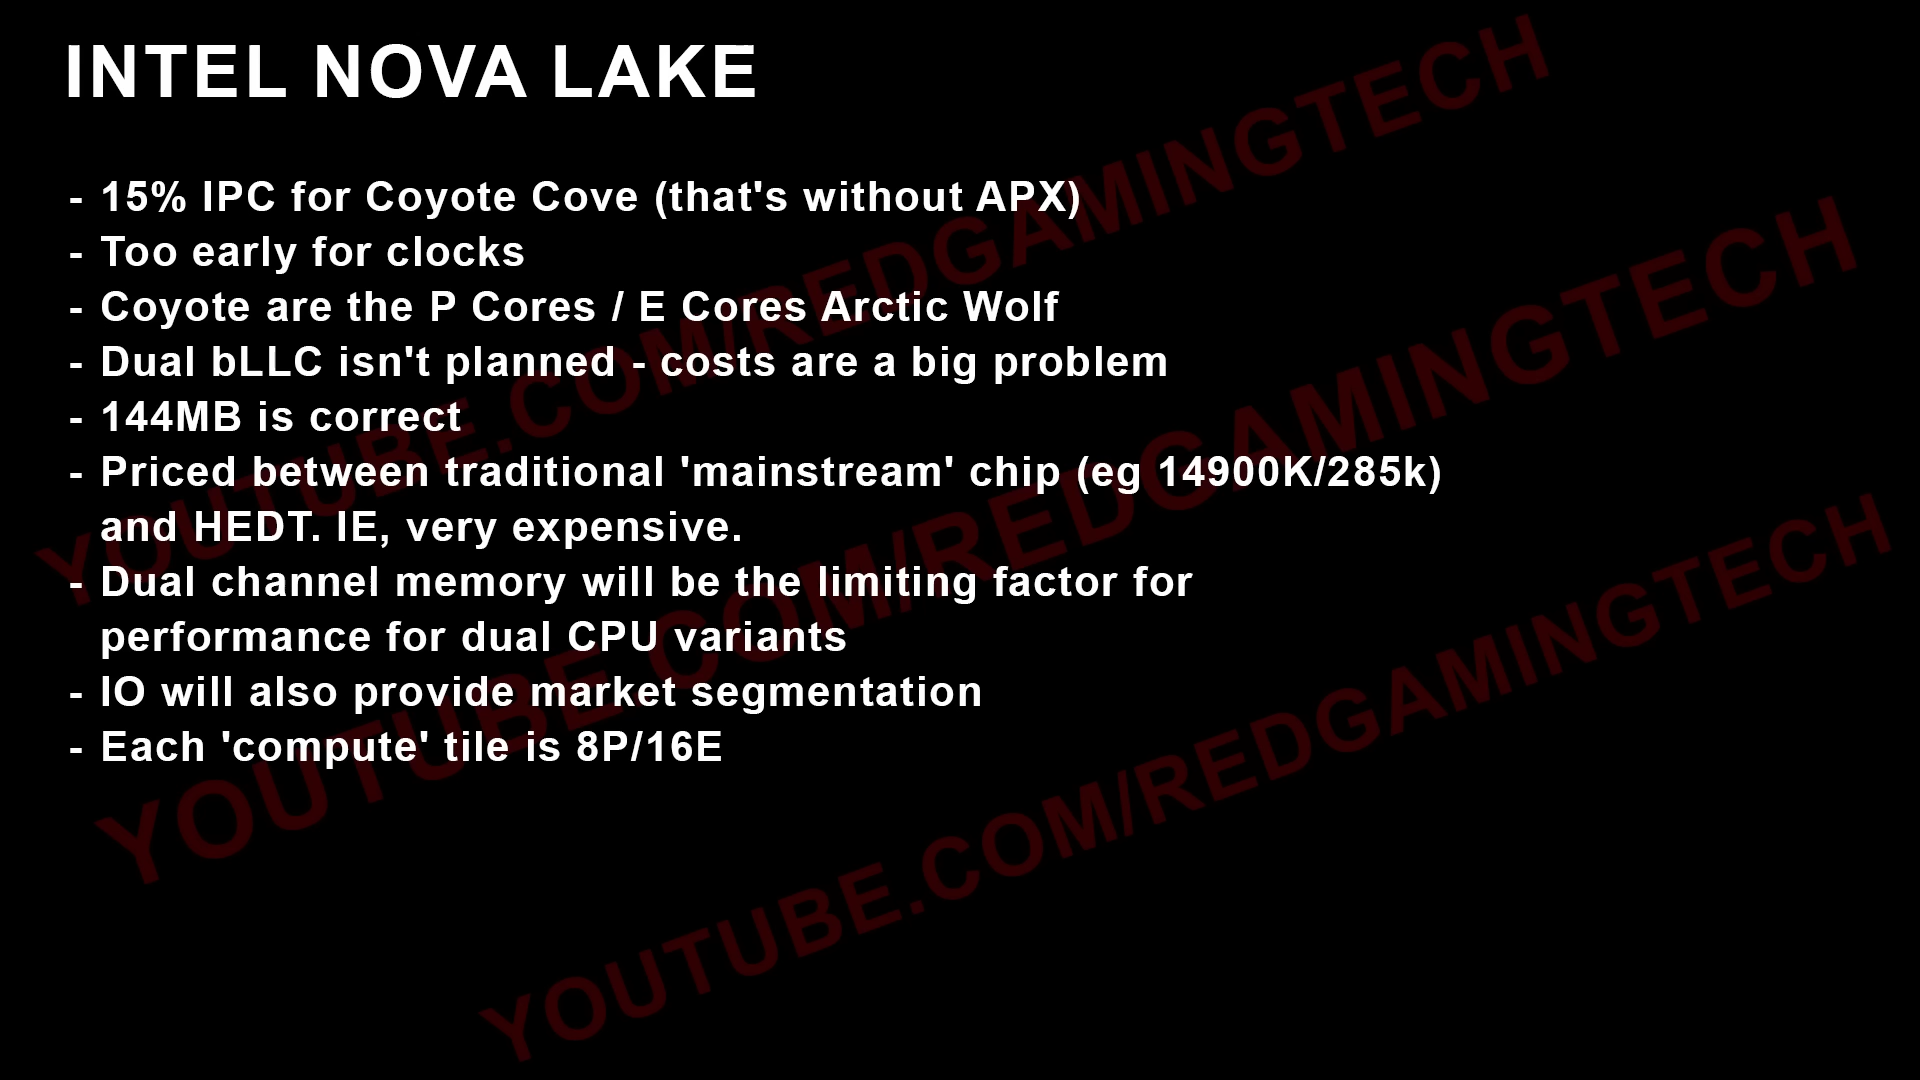 INTEL NOVA LAKE
- 15% IPC for Coyote Cove (that's without APX)
- Too early for clocks
- Coyote are the P Cores / E Cores Arctic Wolf
- Dual bLLC isn't planned - costs are a big problem
- 144MB is correct
- Priced between traditional 'mainstream' chip (eg 14900K/285k)
and HEDT. IE, very expensive.
- Dual channel memory will be the limiting factor for
performance for dual CPU variants
- IO will also provide market segmentation
- Each 'compute' tile is 8P/16E
YOUTUBE.COM/REDGAMINGTECH
YOUTUBE.COM/REDGAMINGTECH
YOUTUBE.COM/REDGAMINGTECH